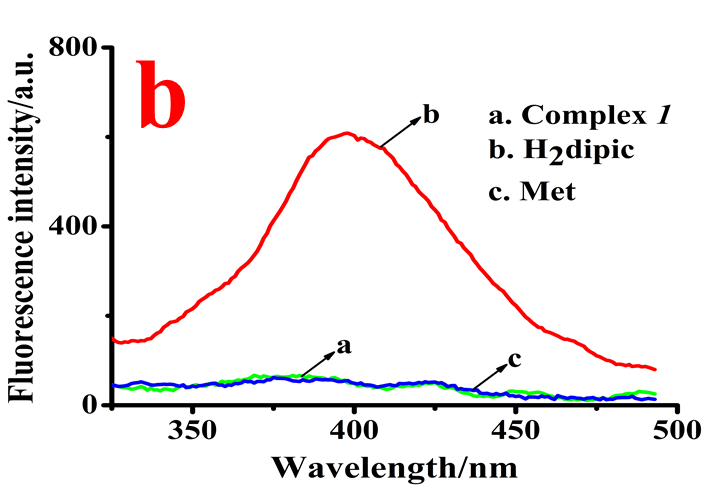 800
b
b
a. Complex 1
b. H2dipic
c. Met
400
Fluorescence intensity/a.u.
a
c
0
350
400
450
500
Wavelength/nm